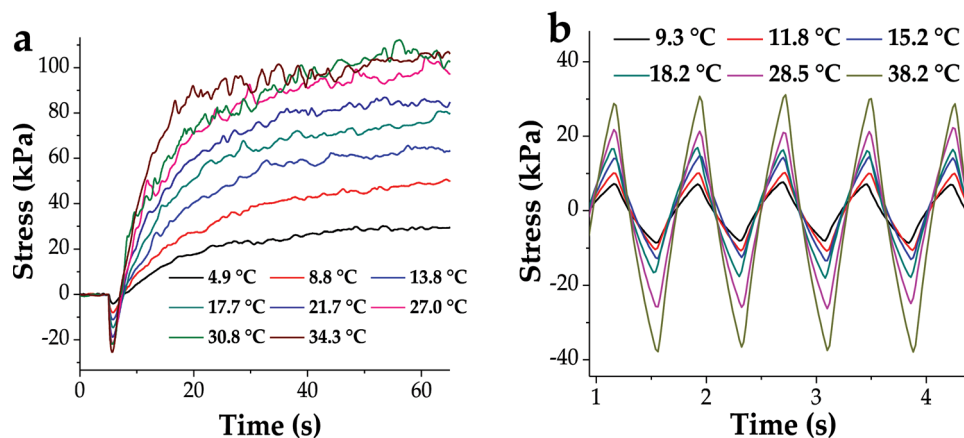 a
Stress (kPa)
100
80
60
40
20
0
-20
4.9 °C 8.8 °C 13.8 °C
17.7 °C 21.7 °C 27.0 °C
30.8 °C 34.3 °C
0 20 40 60
Time (s)
b
Stress (kPa)
40
20
0
-20
-40
9.3 °C 11.8 °C 15.2 °C
18.2 °C 28.5 °C 38.2 °C
1 2 3 4
Time (s)